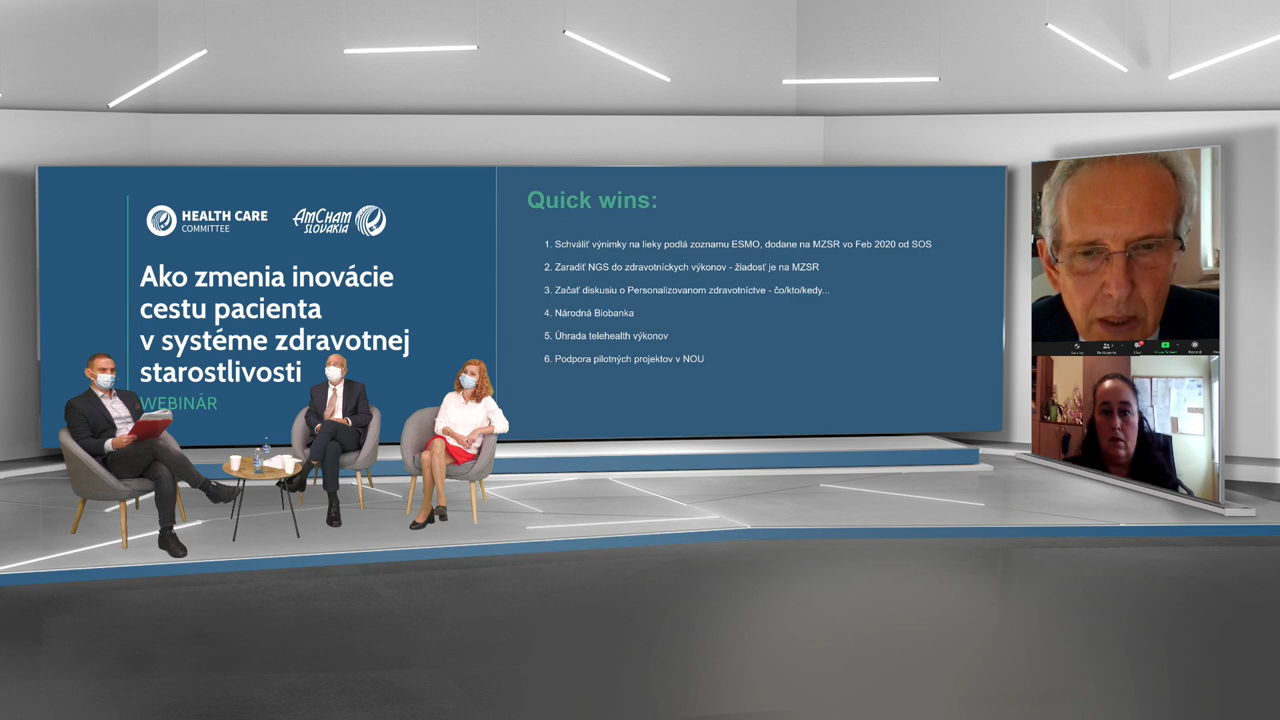 HEALTH CARE
COMMITTEE
AMCHAM
SLOVAKIA
Ako zmenia inovácie
cestu pacienta
v systéme zdravotnej
starostlivosti
WEBINÁR
Quick wins:
1. Schváliť výnimky na lieky podlá zoznamu ESMO, dodane na MZSR vo Feb 2020 od SOS
2. Zaradiť NGS do zdravotníckych výkonov - žiadosť je na MZSR
3. Začať diskusiu o Personalizovanom zdravotníctve - čo/kto/kedy...
4. Národná Biobanka
5. Úhrada telehealth výkonov
6. Podpora pilotných projektov v NOU